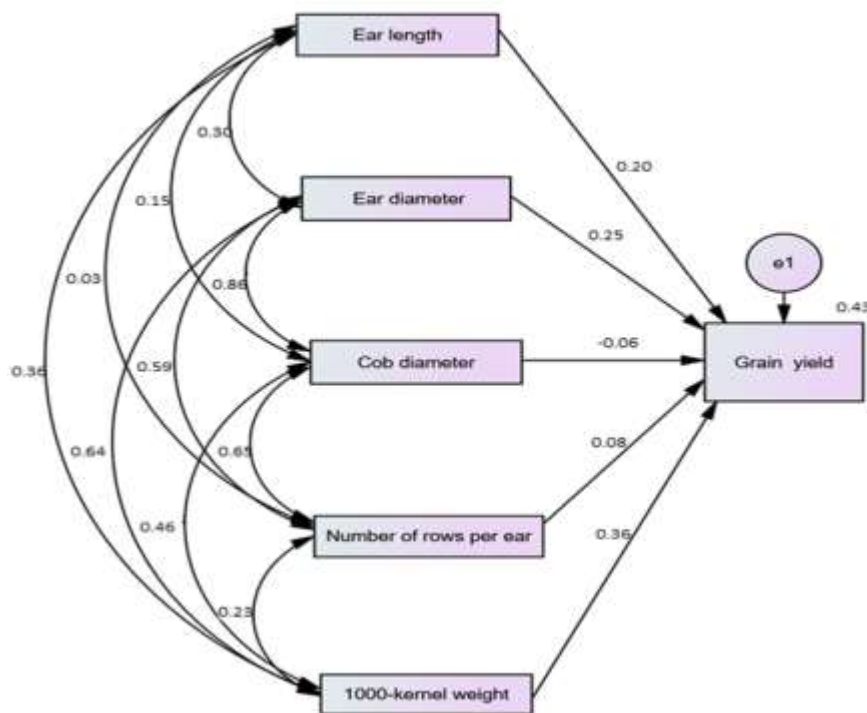 Ear length
0.30
0.20
Ear diameter
0.15
0.25
e1
0.03
0.86
0.43
Cob diameter
-0.06
Grain yield
0.36
0.59
0.08
0.64
0.65
0.46
Number of rows per ear
0.36
0.23
1000-kernel weight